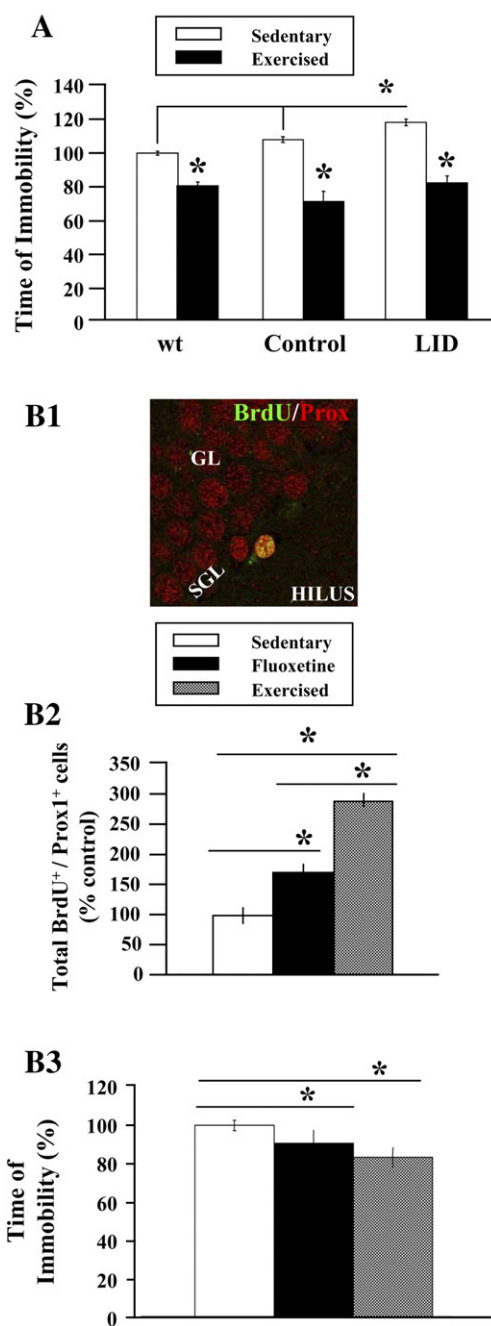 A
Sedentary
Exercised
Time of Immobility (%)
140
120
100
80
60
40
20
0
*
*
*
*
wt Control LID
B1
BrdU/Prox
GL
SGL
HILUS
Sedentary
Fluoxetine
Exercised
B2
Total BrdU+ / Prox1+ cells
(% control)
350
300
250
200
150
100
50
0
*
*
*
B3
Time of
Immobility (%)
120
100
80
60
40
20
0
*
*